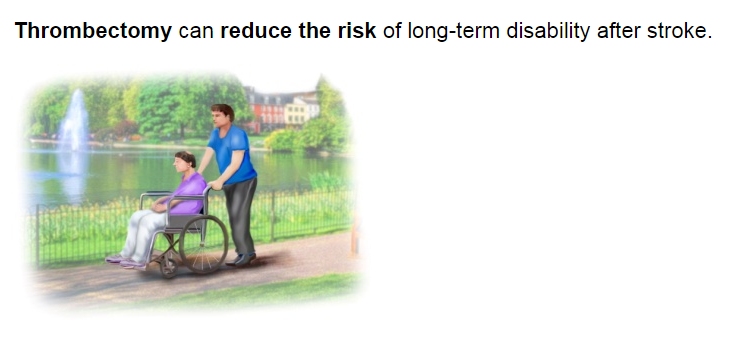 Thrombectomy can reduce the risk of long-term disability after stroke.